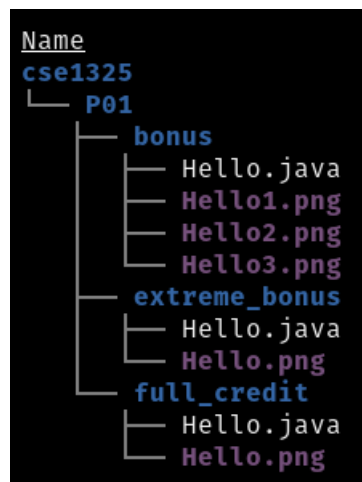 Name
cse1325
└── P01
    ├── bonus
    │   ├── Hello.java
    │   ├── Hello1.png
    │   ├── Hello2.png
    │   └── Hello3.png
    ├── extreme_bonus
    │   ├── Hello.java
    │   └── Hello.png
    └── full_credit
        ├── Hello.java
        └── Hello.png